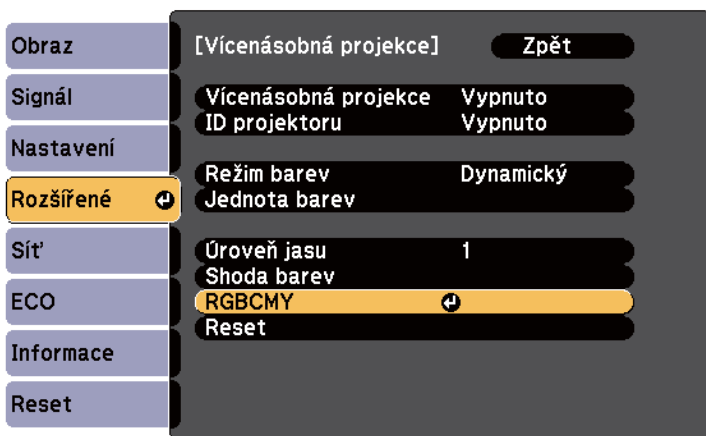 Obraz
Signál
Nastavení
Rozšířené
Síť
ECO
Informace
Reset
[Vícenásobná projekce] Zpět
Vícenásobná projekce Vypnuto
ID projektoru Vypnuto
Režim barev Dynamický
Jednota barev
Úroveň jasu 1
Shoda barev
RGBCMY
Reset